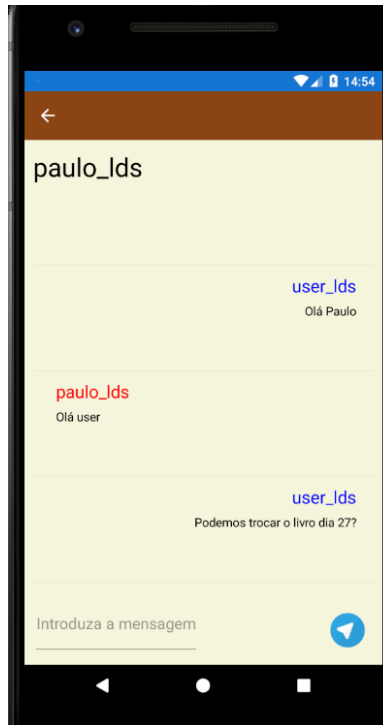 14:54
paulo_lds
user_lds
Olá Paulo
paulo_lds
Olá user
user_lds
Podemos trocar o livro dia 27?
Introduza a mensagem